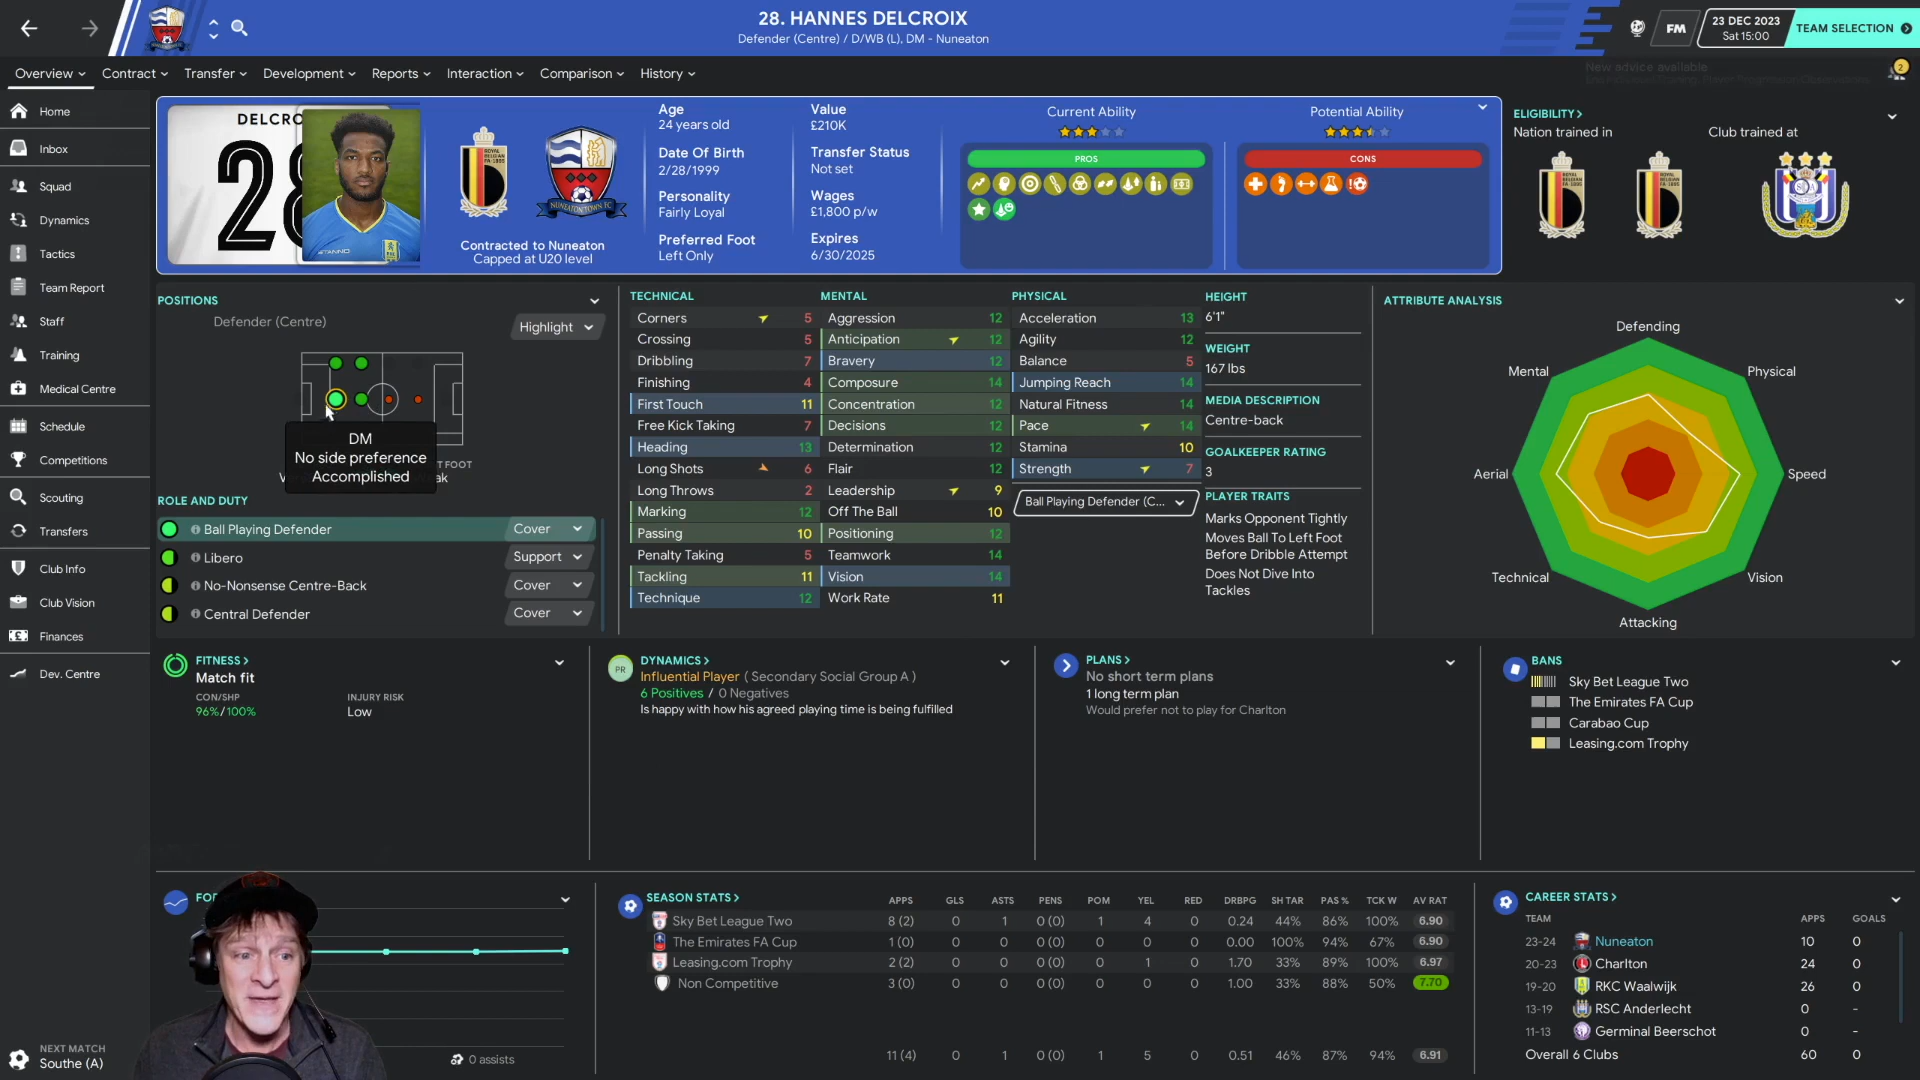 28. HANNES DELCROIX
Defender (Centre) / D/WB (L), DM - Nuneaton
FM
23 DEC 2023
Sat 15:00
TEAM SELECTION
New advice available
2
Overview
Contract
Transfer
Development
Reports
Interaction
Comparison
History
Home
Inbox
Squad
Dynamics
Tactics
Team Report
Staff
Training
Medical Centre
Schedule
Competitions
Scouting
Transfers
Club Info
Club Vision
Finances
Dev. Centre
NEXT MATCH
Southe (A)
DELCRO
28
NUNEATON TOWN FC
Contracted to Nuneaton
Capped at U20 level
Age
24 years old
Date Of Birth
2/28/1999
Personality
Fairly Loyal
Preferred Foot
Left Only
Value
£210K
Transfer Status
Not set
Wages
£1,800 p/w
Expires
6/30/2025
Current Ability
PROS
Potential Ability
CONS
ELIGIBILITY >
Nation trained in
Club trained at
POSITIONS
Defender (Centre)
Highlight
DM
No side preference
Accomplished
T FOOT
ROLE AND DUTY
Ball Playing Defender Cover
Libero Support
No-Nonsense Centre-Back Cover
Central Defender Cover
TECHNICAL
Corners 5
Crossing 5
Dribbling 7
Finishing 4
First Touch 11
Free Kick Taking 7
Heading 13
Long Shots 6
Long Throws 2
Marking 12
Passing 10
Penalty Taking 5
Tackling 11
Technique 12
MENTAL
Aggression 12
Anticipation 12
Bravery 12
Composure 14
Concentration 12
Decisions 12
Determination 12
Flair 12
Leadership 9
Off The Ball 10
Positioning 12
Teamwork 14
Vision 14
Work Rate 11
PHYSICAL
Acceleration 13
Agility 12
Balance 5
Jumping Reach 14
Natural Fitness 14
Pace 14
Stamina 10
Strength 7
Ball Playing Defender (C...
HEIGHT
6'1"
WEIGHT
167 lbs
MEDIA DESCRIPTION
Centre-back
GOALKEEPER RATING
3
PLAYER TRAITS
Marks Opponent Tightly
Moves Ball To Left Foot
Before Dribble Attempt
Does Not Dive Into
Tackles
ATTRIBUTE ANALYSIS
Defending
Physical
Speed
Vision
Attacking
Technical
Aerial
Mental
FITNESS >
Match fit
CON/SHP
96%/100%
INJURY RISK
Low
PR
DYNAMICS >
Influential Player ( Secondary Social Group A )
6 Positives / 0 Negatives
Is happy with how his agreed playing time is being fulfilled
PLANS >
No short term plans
1 long term plan
Would prefer not to play for Charlton
BANS
Sky Bet League Two
The Emirates FA Cup
Carabao Cup
Leasing.com Trophy
FO
0 assists
SEASON STATS > APPS GLS ASTS PENS POM YEL RED DRBPG SH TAR PAS % TCK W AV RAT
Sky Bet League Two 8 (2) 0 1 0 (0) 1 4 0 0.24 44% 86% 100% 6.90
The Emirates FA Cup 1 (0) 0 0 0 (0) 0 0 0 0.00 100% 94% 67% 6.90
Leasing.com Trophy 2 (2) 0 0 0 (0) 0 1 0 1.70 33% 89% 100% 6.97
Non Competitive 3 (0) 0 0 0 (0) 0 0 0 1.00 33% 88% 50% 7.70
11 (4) 0 1 0 (0) 1 5 0 0.51 46% 87% 94% 6.91
CAREER STATS >
TEAM APPS GOALS
23-24 Nuneaton 10 0
20-23 Charlton 24 0
19-20 RKC Waalwijk 26 0
13-19 RSC Anderlecht 0 -
11-13 Germinal Beerschot 0 -
Overall 6 Clubs 60 0